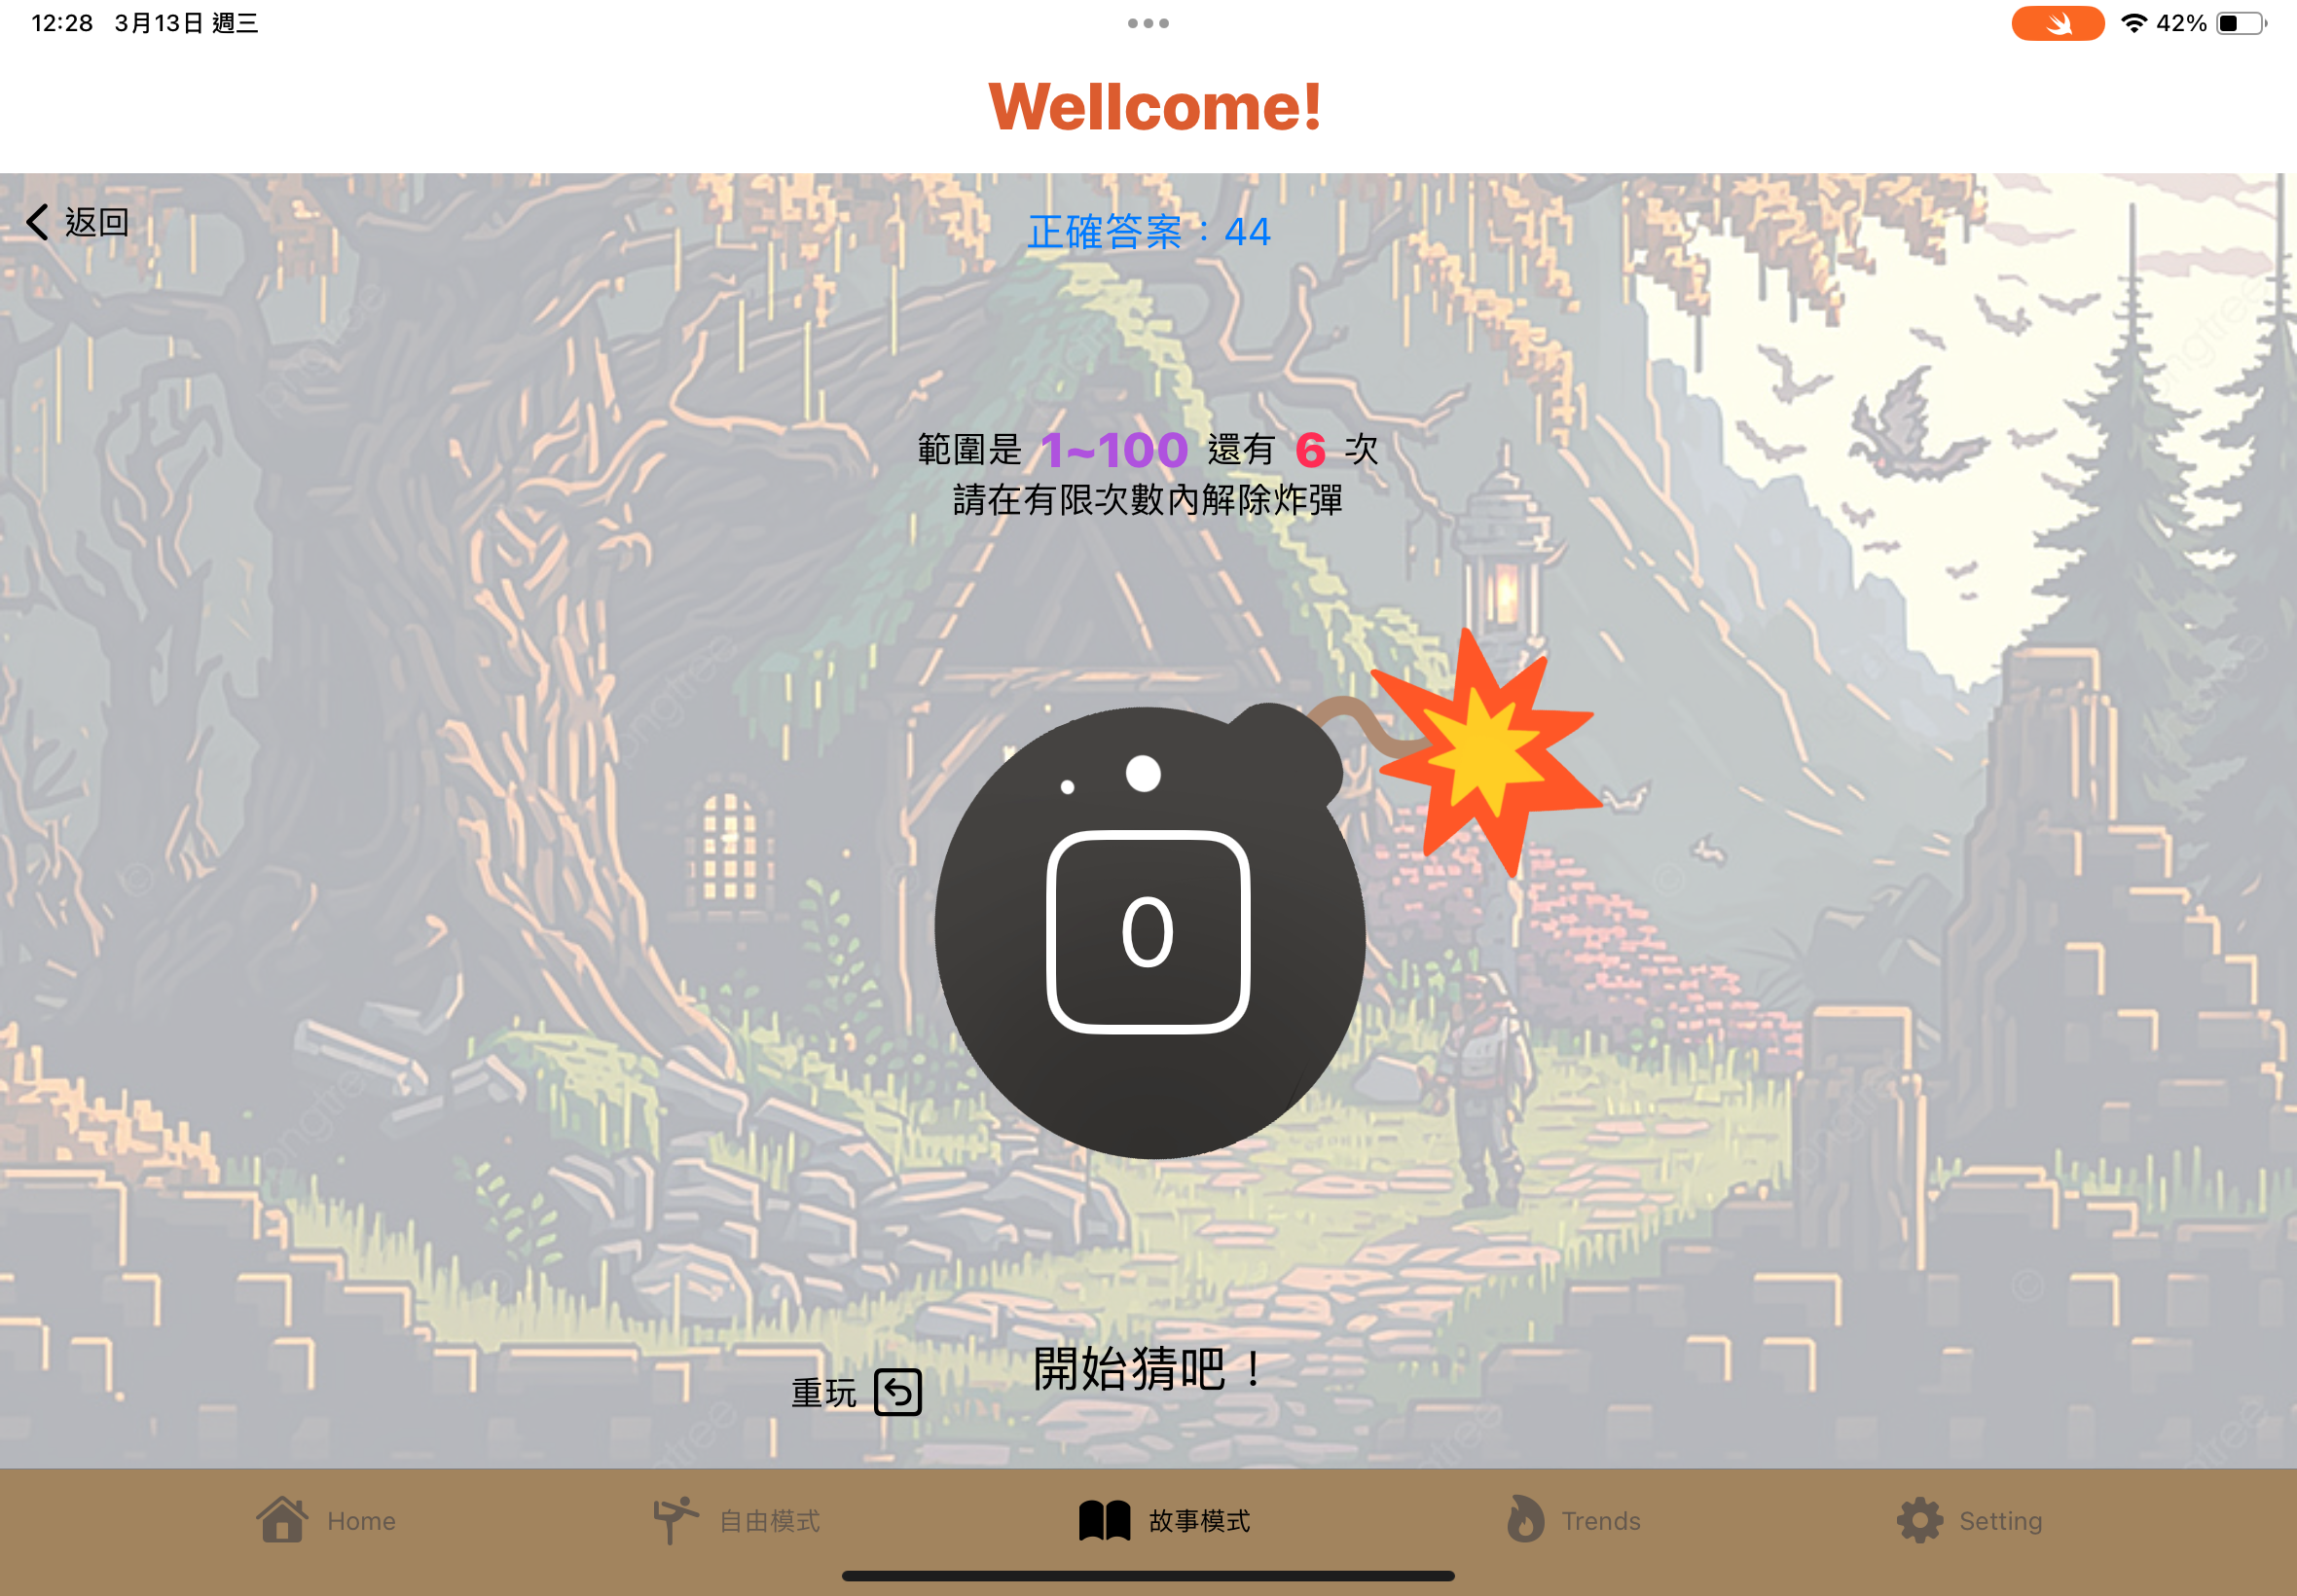 12:28 3月13日 週三
42%
Wellcome!
返回
正確答案：44
範圍是 1~100 還有 6 次
請在有限次數內解除炸彈
0
開始猜吧！
重玩
Home 自由模式 故事模式 Trends Setting